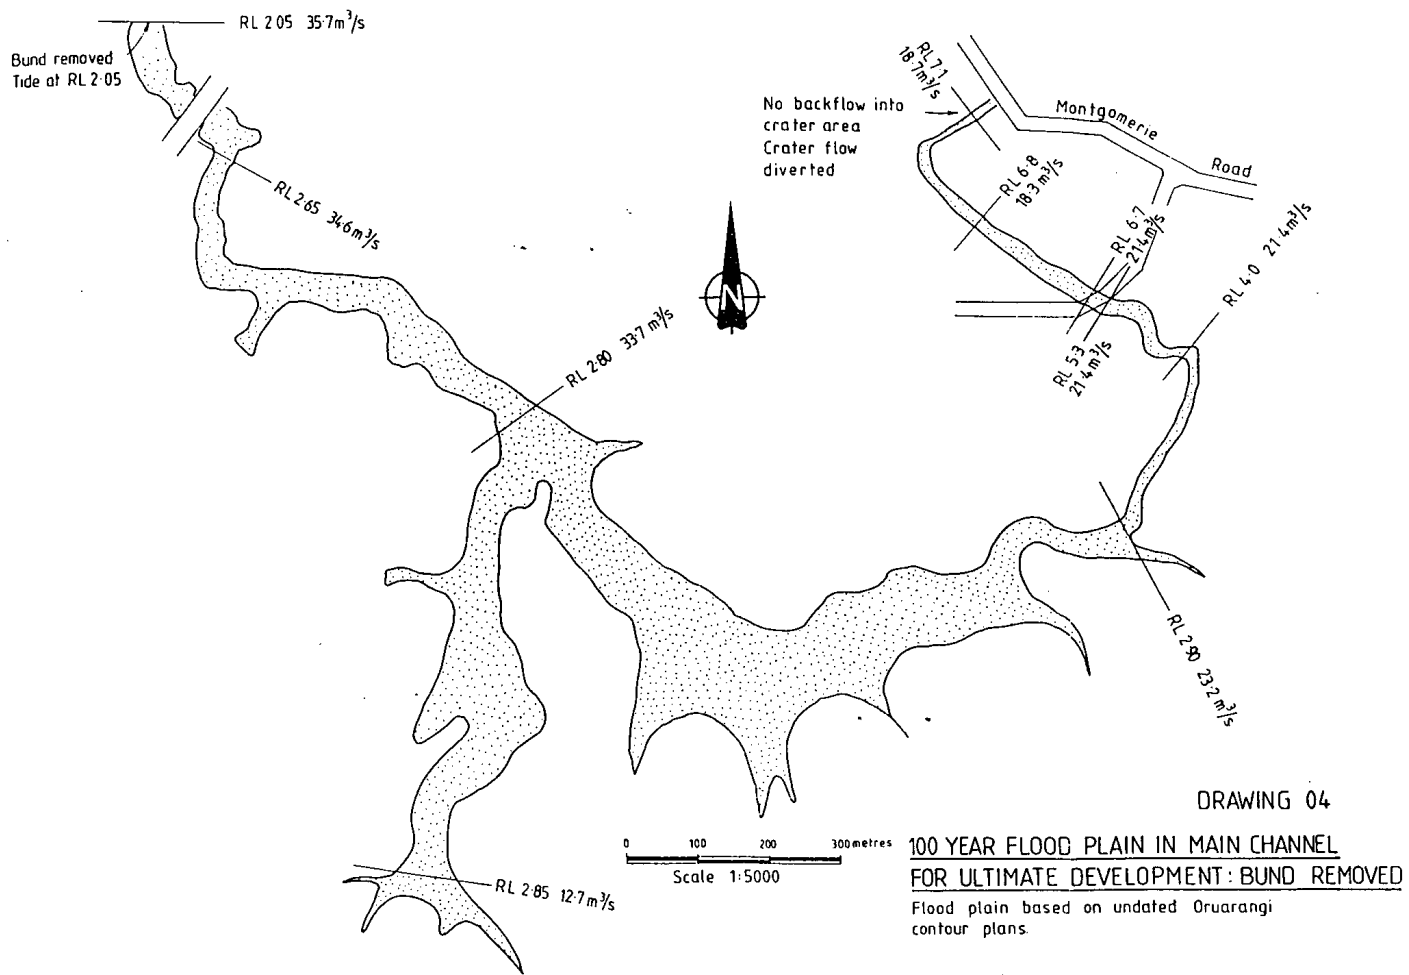 RL 2·05 35·7m³/s
Bund removed
Tide at RL 2·05
RL 2·65 34·6m³/s
RL 2·80 33·7 m³/s
RL 2·85 12·7m³/s
No backflow into
crater area
Crater flow
diverted
RL 7·1
18·7m³/s
Montgomerie
Road
RL 6·8
18·3 m³/s
RL 6·7
21·4m³/s
RL 4·0 21·4m³/s
RL 5·3
21·4m³/s
RL 2·90 23·2m³/s
N
DRAWING 04
0 100 200 300metres
Scale 1:5000
100 YEAR FLOOD PLAIN IN MAIN CHANNEL
FOR ULTIMATE DEVELOPMENT : BUND REMOVED
Flood plain based on undated Oruarangi
contour plans.